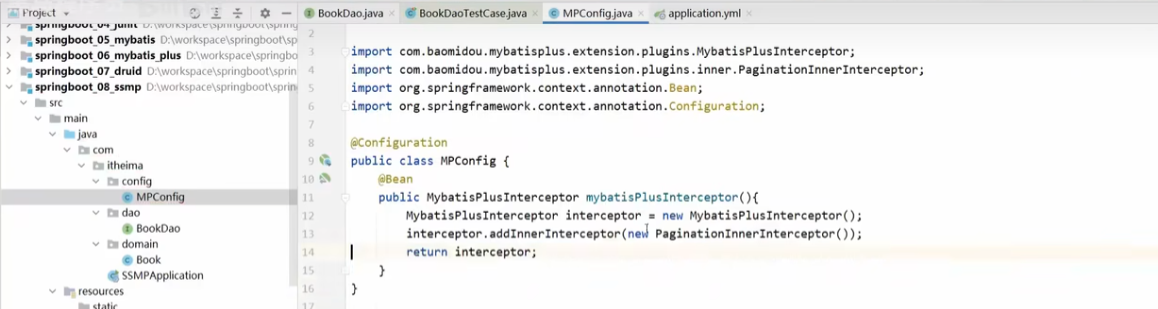 Project
BookDao.java
BookDaoTestCase.java
MPConfig.java
application.yml
springboot_04_junit D:\workspace\springboot\spri
springboot_05_mybatis D:\workspace\springboot\sp
springboot_06_mybatis_plus D:\workspace\springboo
springboot_07_druid D:\workspace\springboot\sprin
springboot_08_ssmp D:\workspace\springboot\sprin
src
main
java
com
itheima
config
MPConfig
dao
BookDao
domain
Book
SSMPApplication
resources
static
2
3 import com.baomidou.mybatisplus.extension.plugins.MybatisPlusInterceptor;
4 import com.baomidou.mybatisplus.extension.plugins.inner.PaginationInnerInterceptor;
5 import org.springframework.context.annotation.Bean;
6 import org.springframework.context.annotation.Configuration;
7
8 @Configuration
9 public class MPConfig {
10 @Bean
11 public MybatisPlusInterceptor mybatisPlusInterceptor(){
12 MybatisPlusInterceptor interceptor = new MybatisPlusInterceptor();
13 interceptor.addInnerInterceptor(new PaginationInnerInterceptor());
14 return interceptor;
15 }
16 }
17